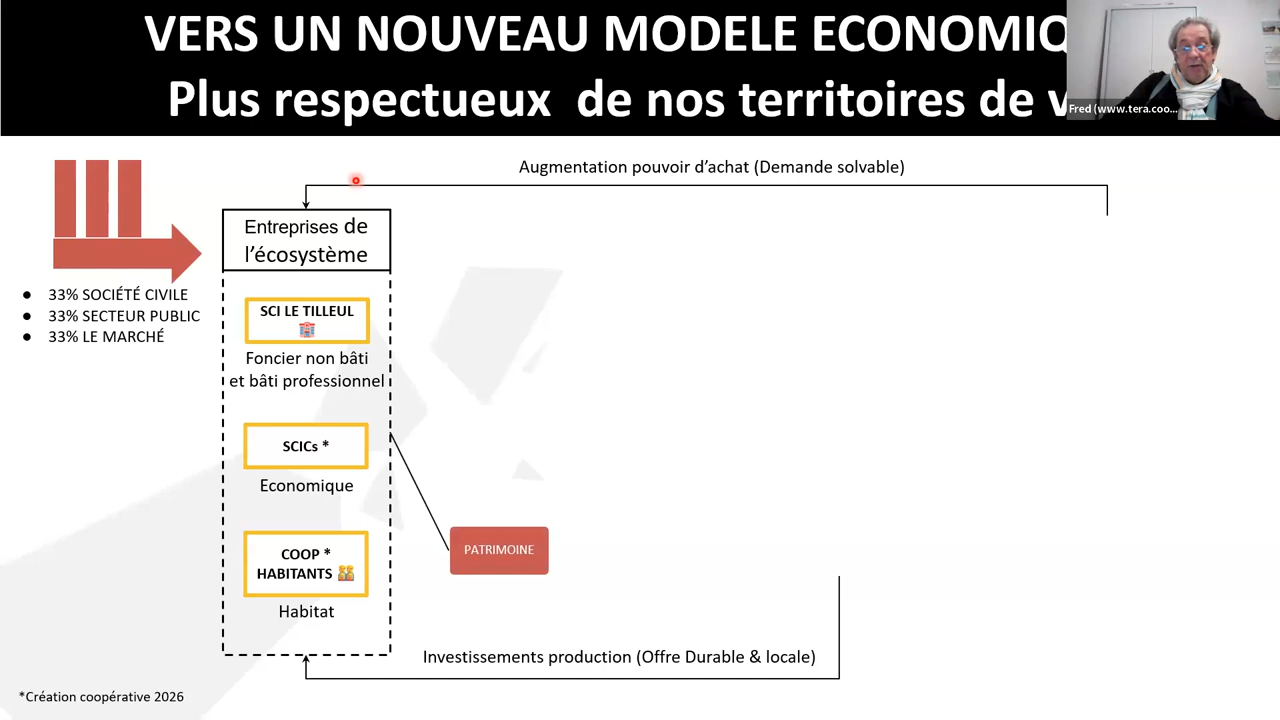 VERS UN NOUVEAU MODELE ECONOMIQ
Plus respectueux  de nos territoires de v
Fred (www.tera.coo...
Augmentation pouvoir d’achat (Demande solvable)
Entreprises de
l’écosystème
● 33% SOCIÉTÉ CIVILE
● 33% SECTEUR PUBLIC
● 33% LE MARCHÉ
SCI LE TILLEUL
Foncier non bâti
et bâti professionnel
SCICs *
Economique
PATRIMOINE
COOP *
HABITANTS
Habitat
Investissements production (Offre Durable & locale)
*Création coopérative 2026